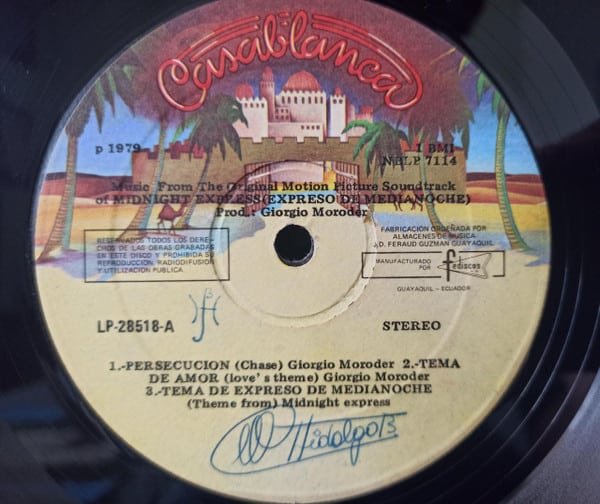 Casablanca
p 1979
1 BMI
NBLP 7114
Music From The Original Motion Picture Soundtrack
of MIDNIGHT EXPRESS (EXPRESO DE MEDIANOCHE)
Prod.: Giorgio Moroder
RESERVADOS TODOS LOS DERE-
CHOS DE LAS OBRAS GRABADAS
EN ESTE DISCO Y PROHIBIDA SU
REPRODUCCION, RADIODIFUSION
Y UTILIZACION PUBLICA.
FABRICACION ORDENADA POR
ALMACENES DE MUSICA
J.D. FERAUD GUZMAN GUAYAQUIL
MANUFACTURADO
POR
fediscos
GUAYAQUIL - ECUADOR
LP-28518-A
STEREO
1.-PERSECUCION (Chase) Giorgio Moroder 2.-TEMA
DE AMOR (love's theme) Giorgio Moroder
3.-TEMA DE EXPRESO DE MEDIANOCHE
(Theme from) Midnight express
Hidalgo B